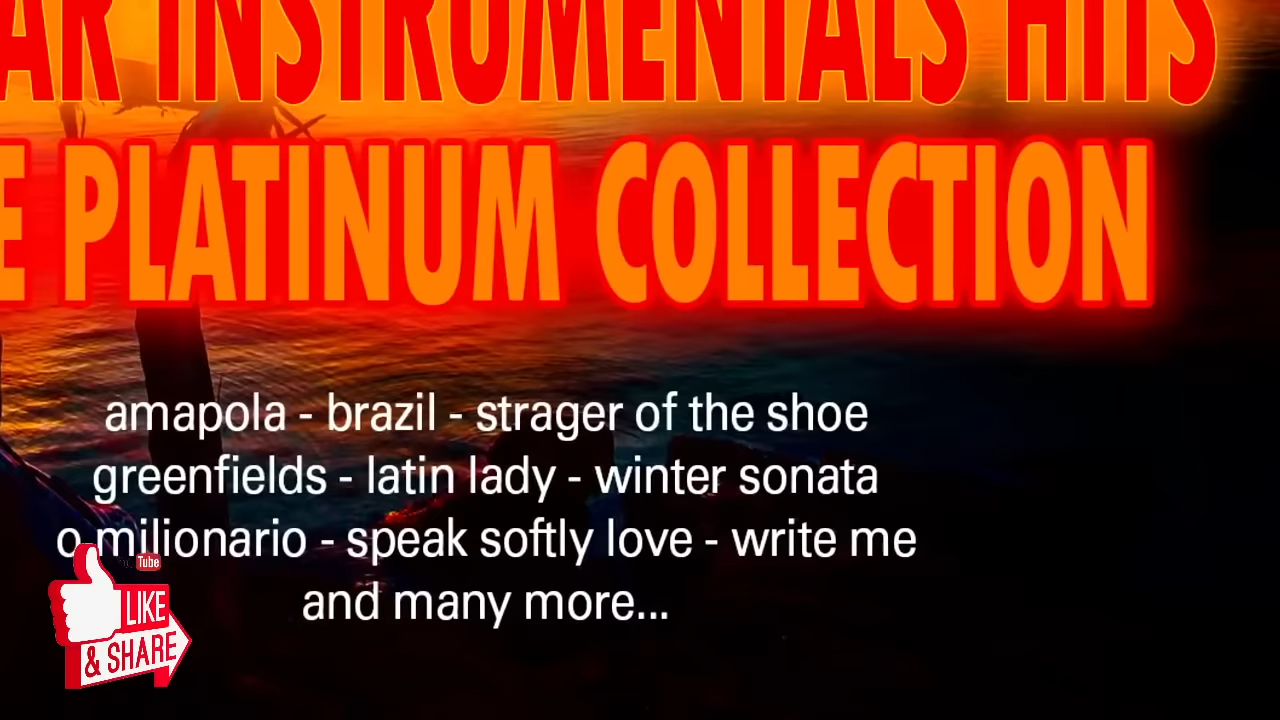 AR INSTRUMENTALS HITS
E PLATINUM COLLECTION
amapola - brazil - strager of the shoe
greenfields - latin lady - winter sonata
o milionario - speak softly love - write me
and many more...
Tube
LIKE
& SHARE